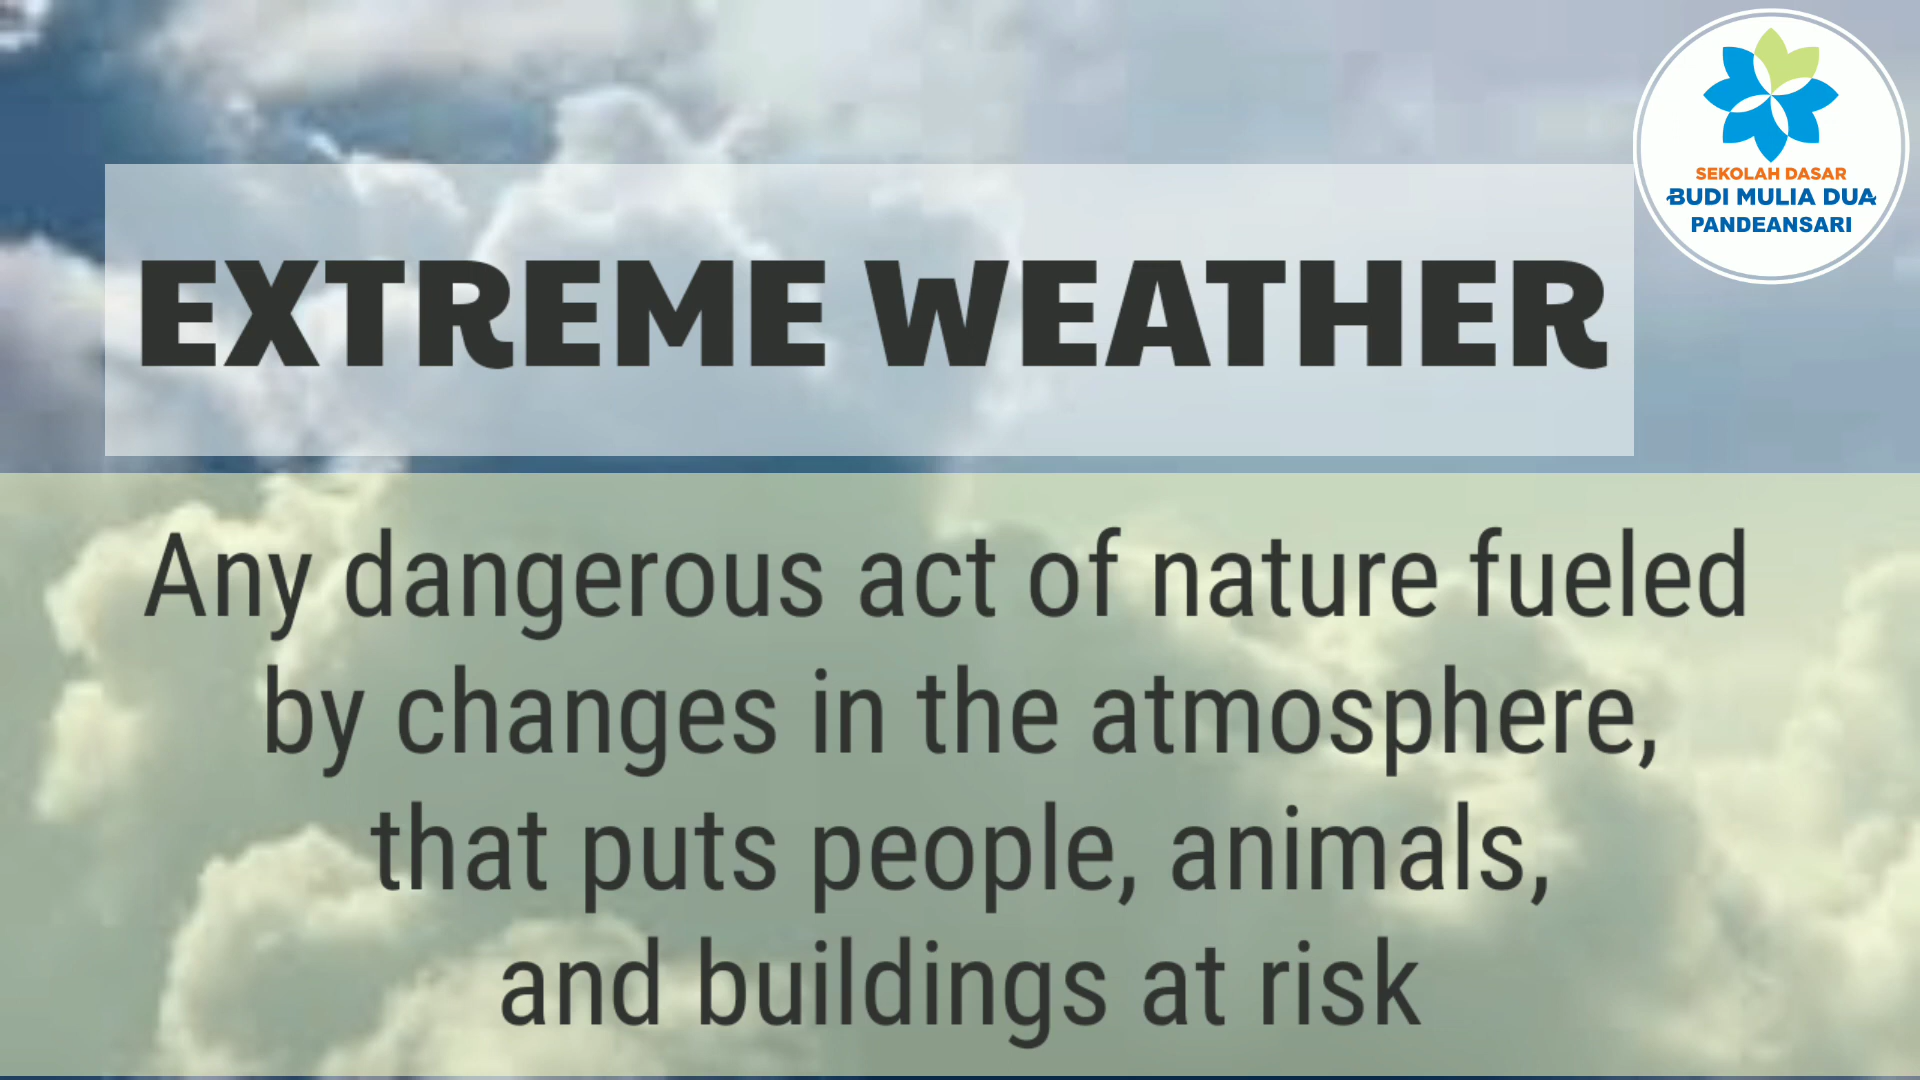 SEKOLAH DASAR
BUDI MULIA DUA
PANDEANSARI
EXTREME WEATHER
Any dangerous act of nature fueled
by changes in the atmosphere,
that puts people, animals,
and buildings at risk